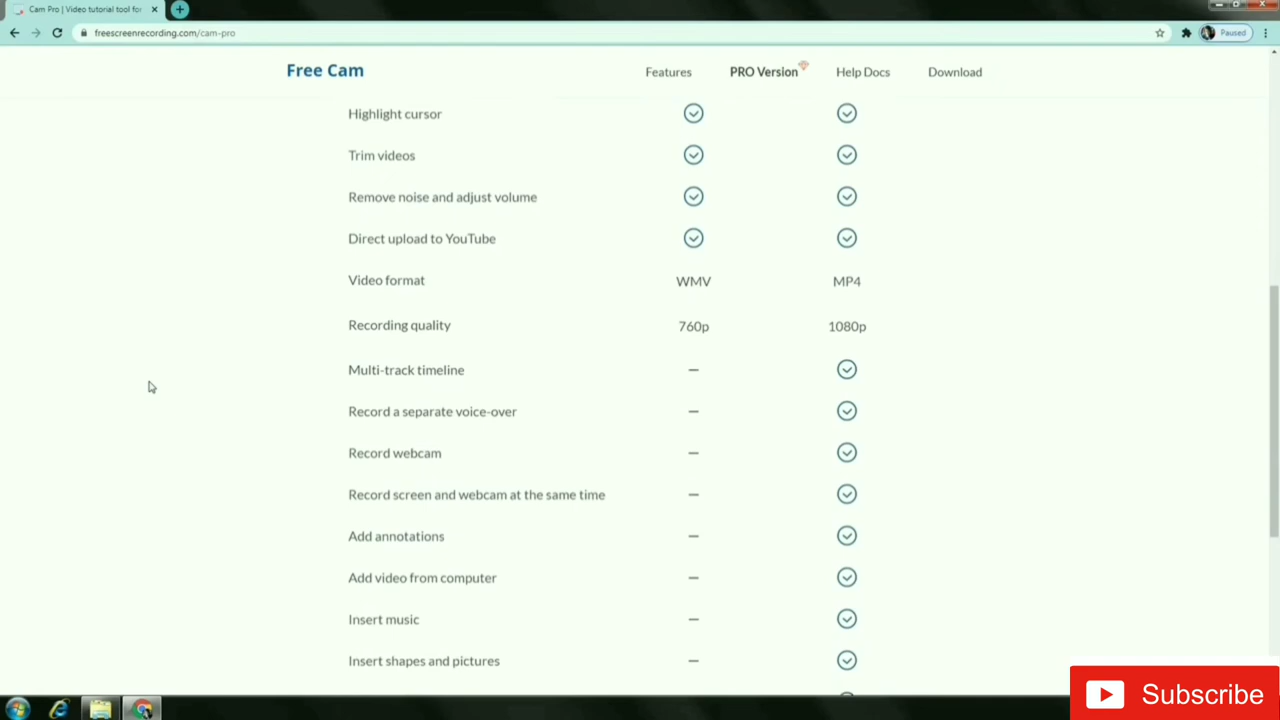 Cam Pro | Video tutorial tool for
freescreenrecording.com/cam-pro
Paused
Free Cam
Features
PRO Version
Help Docs
Download
Highlight cursor
Trim videos
Remove noise and adjust volume
Direct upload to YouTube
Video format WMV MP4
Recording quality 760p 1080p
Multi-track timeline
Record a separate voice-over
Record webcam
Record screen and webcam at the same time
Add annotations
Add video from computer
Insert music
Insert shapes and pictures
Subscribe